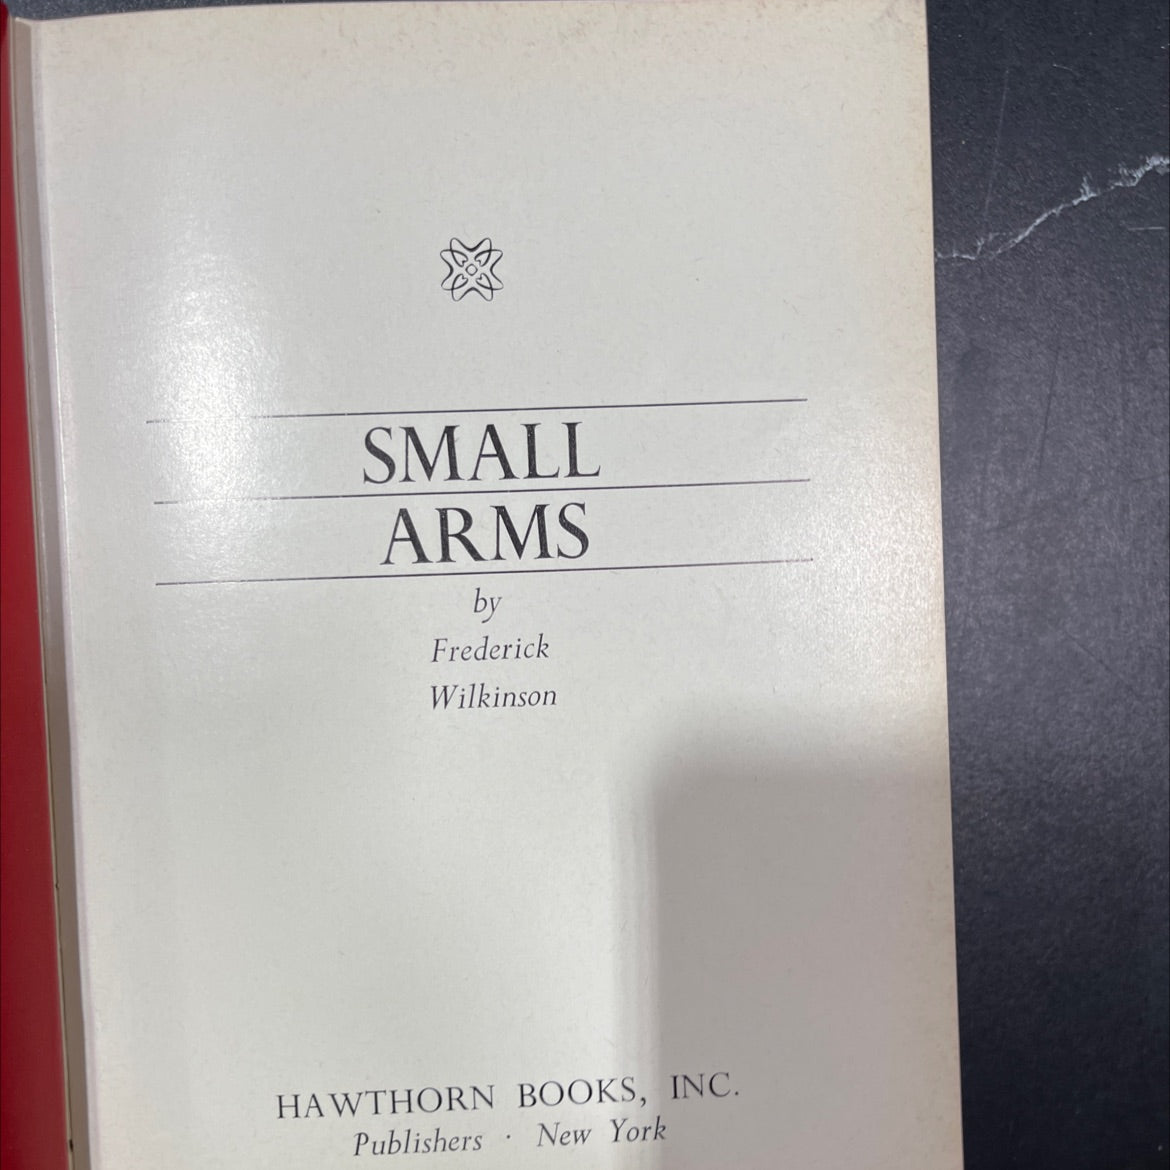 SMALL
ARMS
by
Frederick
Wilkinson
HAWTHORN BOOKS, INC.
Publishers · New York